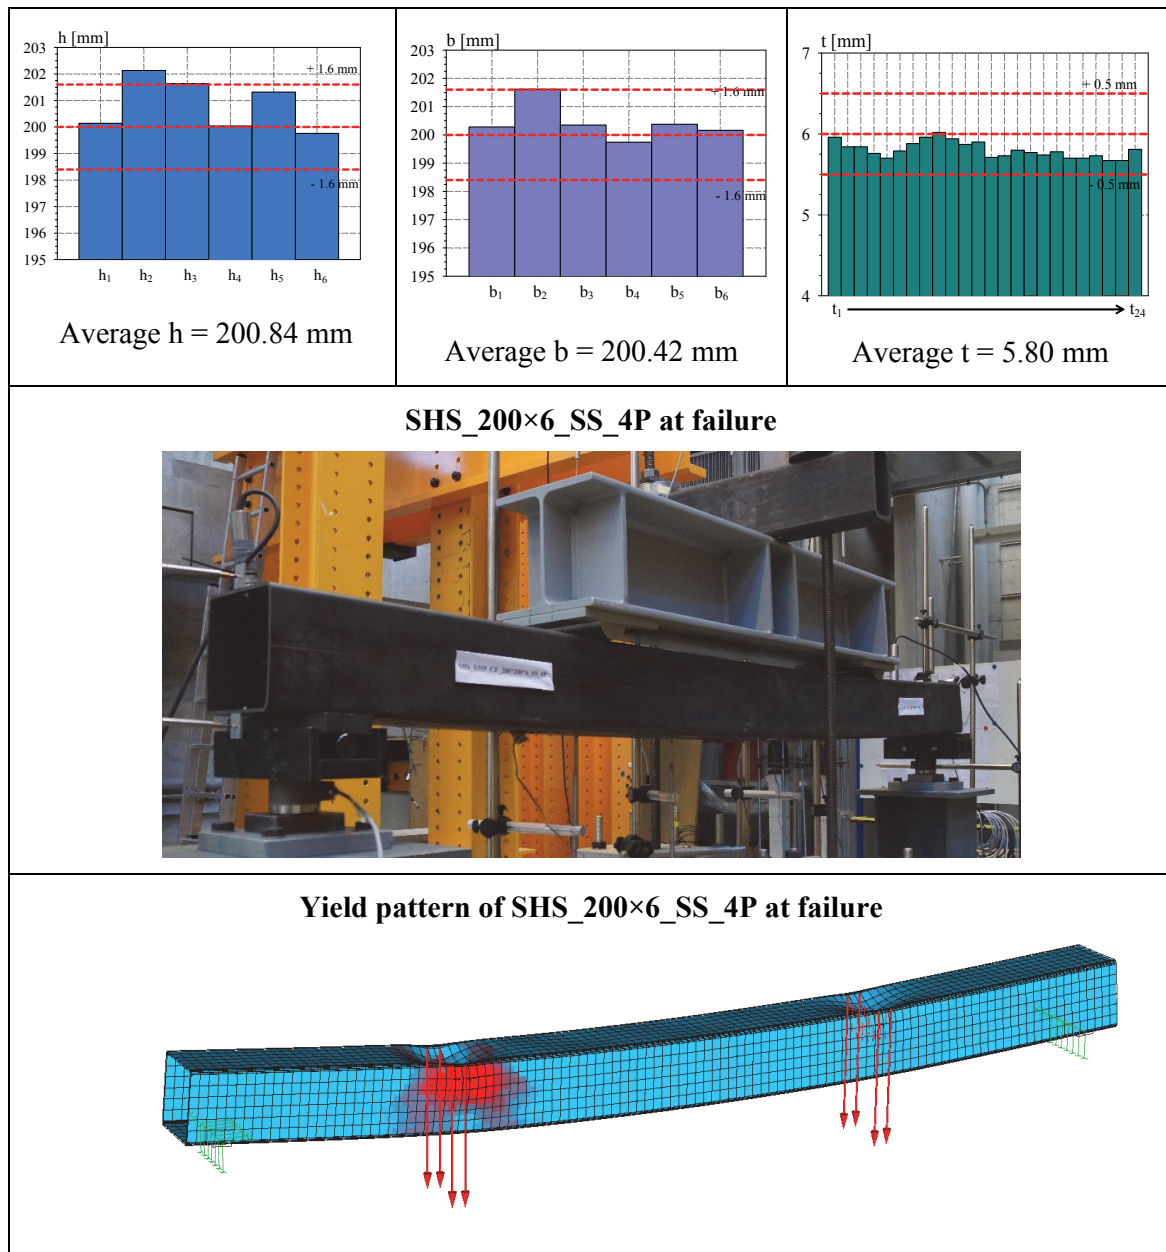 h [mm]
203
202
201
200
199
198
197
196
195
+ 1.6 mm
- 1.6 mm
h1 h2 h3 h4 h5 h6
Average h = 200.84 mm
b [mm]
203
202
201
200
199
198
197
196
195
+ 1.6 mm
- 1.6 mm
b1 b2 b3 b4 b5 b6
Average b = 200.42 mm
t [mm]
7
6
5
4
+ 0.5 mm
- 0.5 mm
t1 t24
Average t = 5.80 mm
SHS_200×6_SS_4P at failure
Yield pattern of SHS_200×6_SS_4P at failure